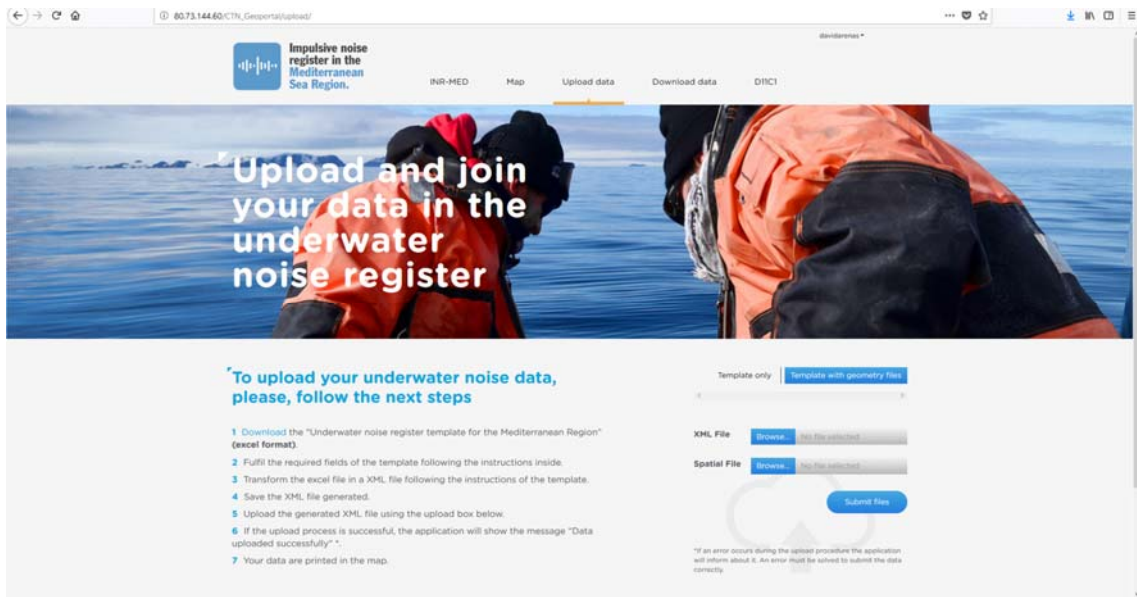 80.73.144.60/CTN_Geoportal/upload/
davidarenas
Impulsive noise
register in the
Mediterranean
Sea Region.
INR-MED Map Upload data Download data D11C1
Upload and join
your data in the
underwater
noise register
To upload your underwater noise data,
please, follow the next steps
1 Download the "Underwater noise register template for the Mediterranean Region"
(excel format).
2 Fulfil the required fields of the template following the instructions inside.
3 Transform the excel file in a XML file following the instructions of the template.
4 Save the XML file generated.
5 Upload the generated XML file using the upload box below.
6 If the upload process is successful, the application will show the message "Data
uploaded successfully" *.
7 Your data are printed in the map.
Template only Template with geometry files
XML File Browse... No file selected
Spatial File Browse... No file selected
Submit files
*If an error occurs during the upload procedure the application
will inform about it. An error must be solved to submit the data
correctly.